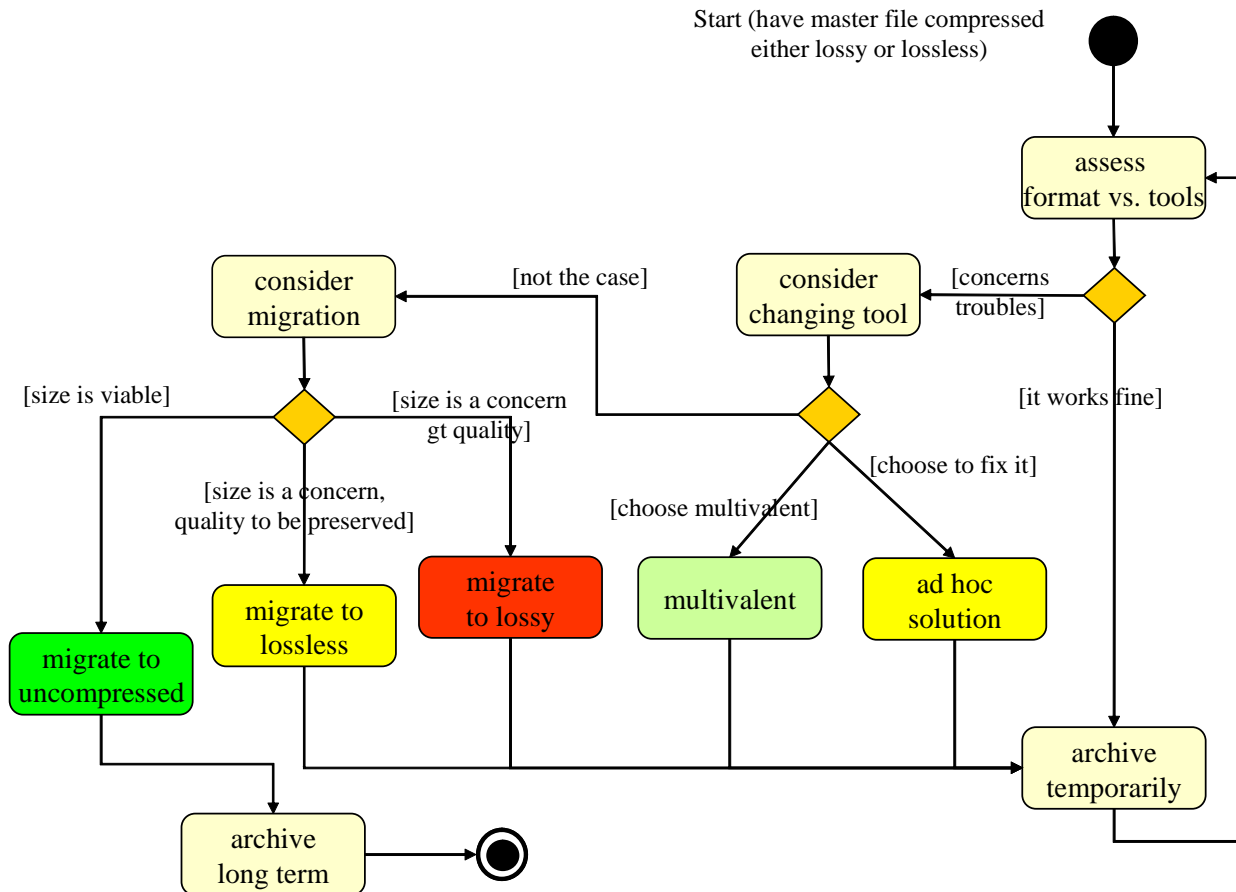 Start (have master file compressed
either lossy or lossless)
assess
format vs. tools
consider
migration
[not the case]
consider
changing tool
[concerns
troubles]
[size is viable]
[size is a concern
gt quality]
[it works fine]
[choose to fix it]
[size is a concern,
quality to be preserved]
[choose multivalent]
migrate
to lossy
multivalent
ad hoc
solution
migrate to
lossless
migrate to
uncompressed
archive
temporarily
archive
long term